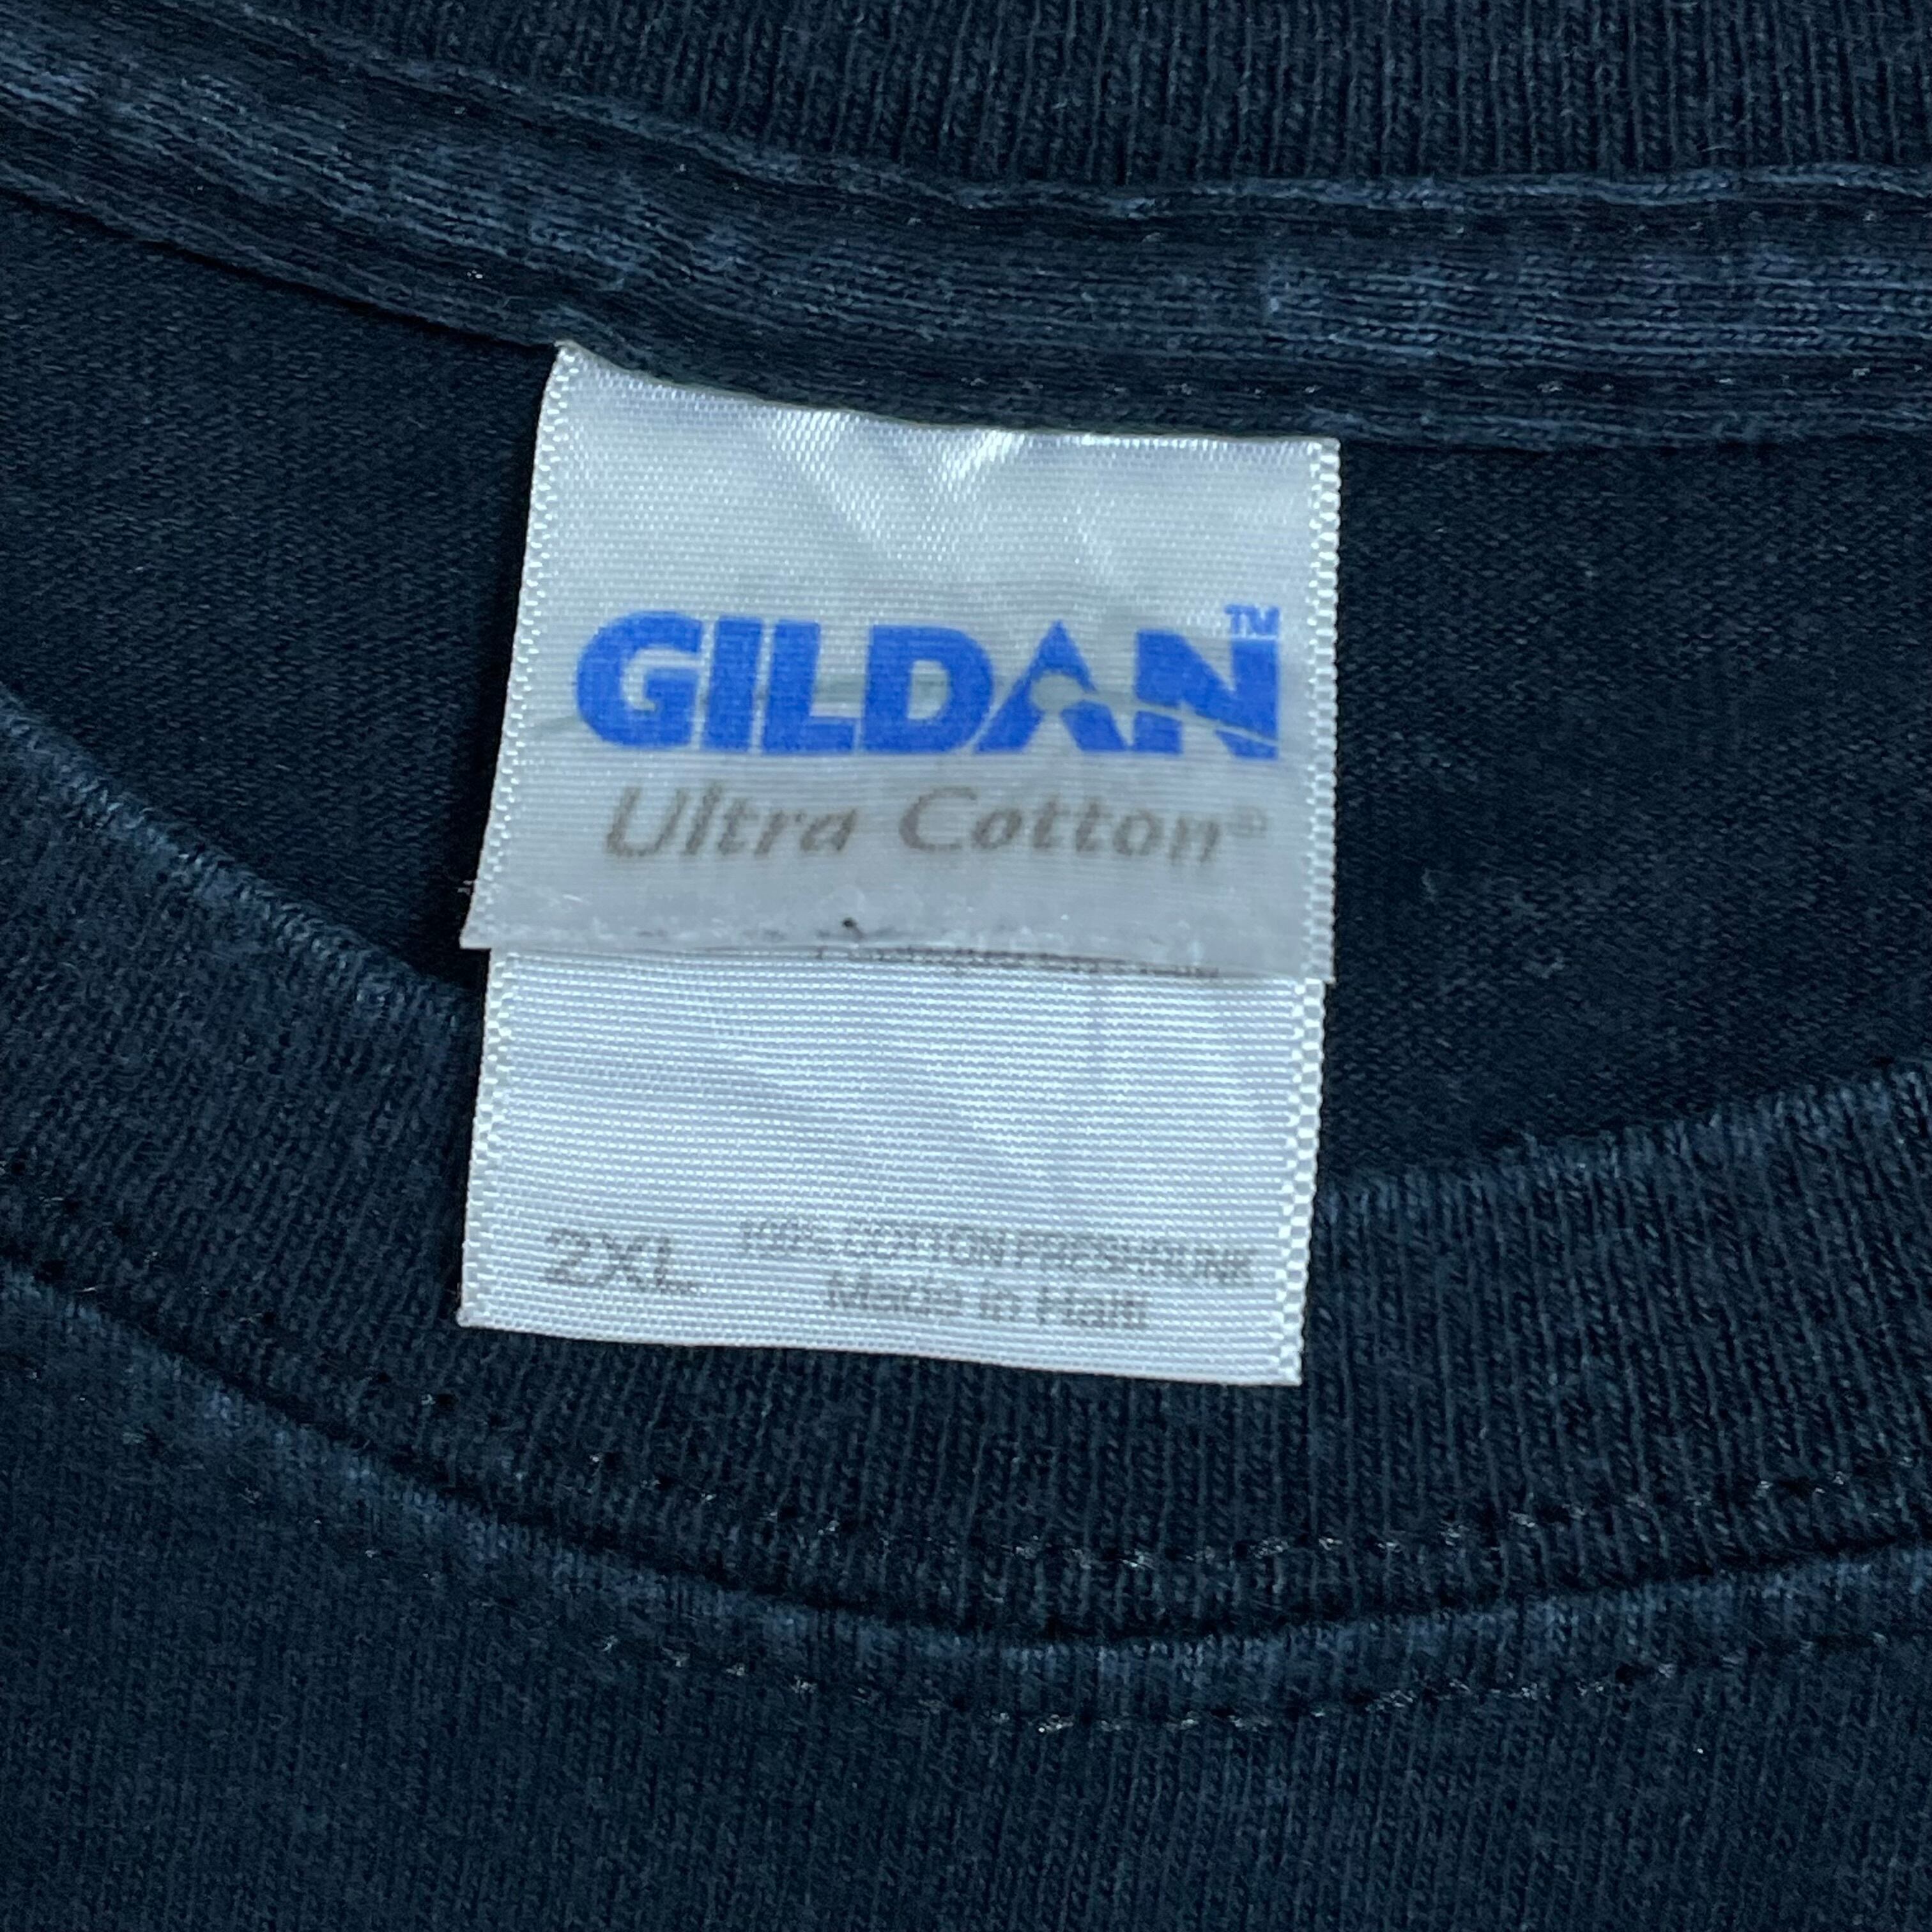 GILDAN™
Ultra Cotton®
2XL 100% COTTON PRESHRUNK
Made in Haiti